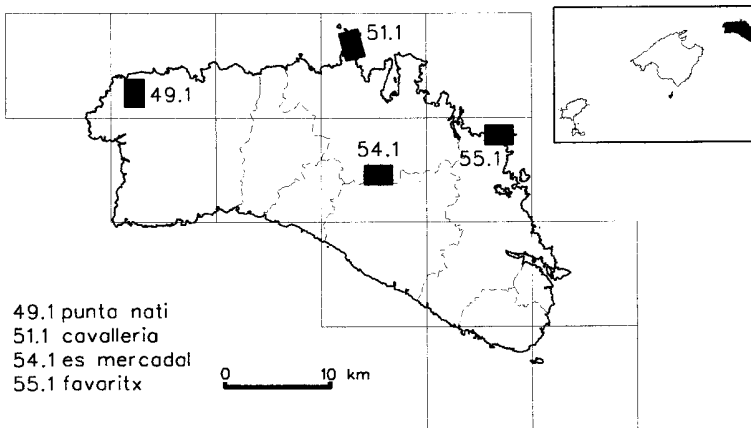 51.1
49.1
54.1
55.1
49.1 punta nati
51.1 cavalleria
54.1 es mercadal
55.1 favaritx
0 10 km